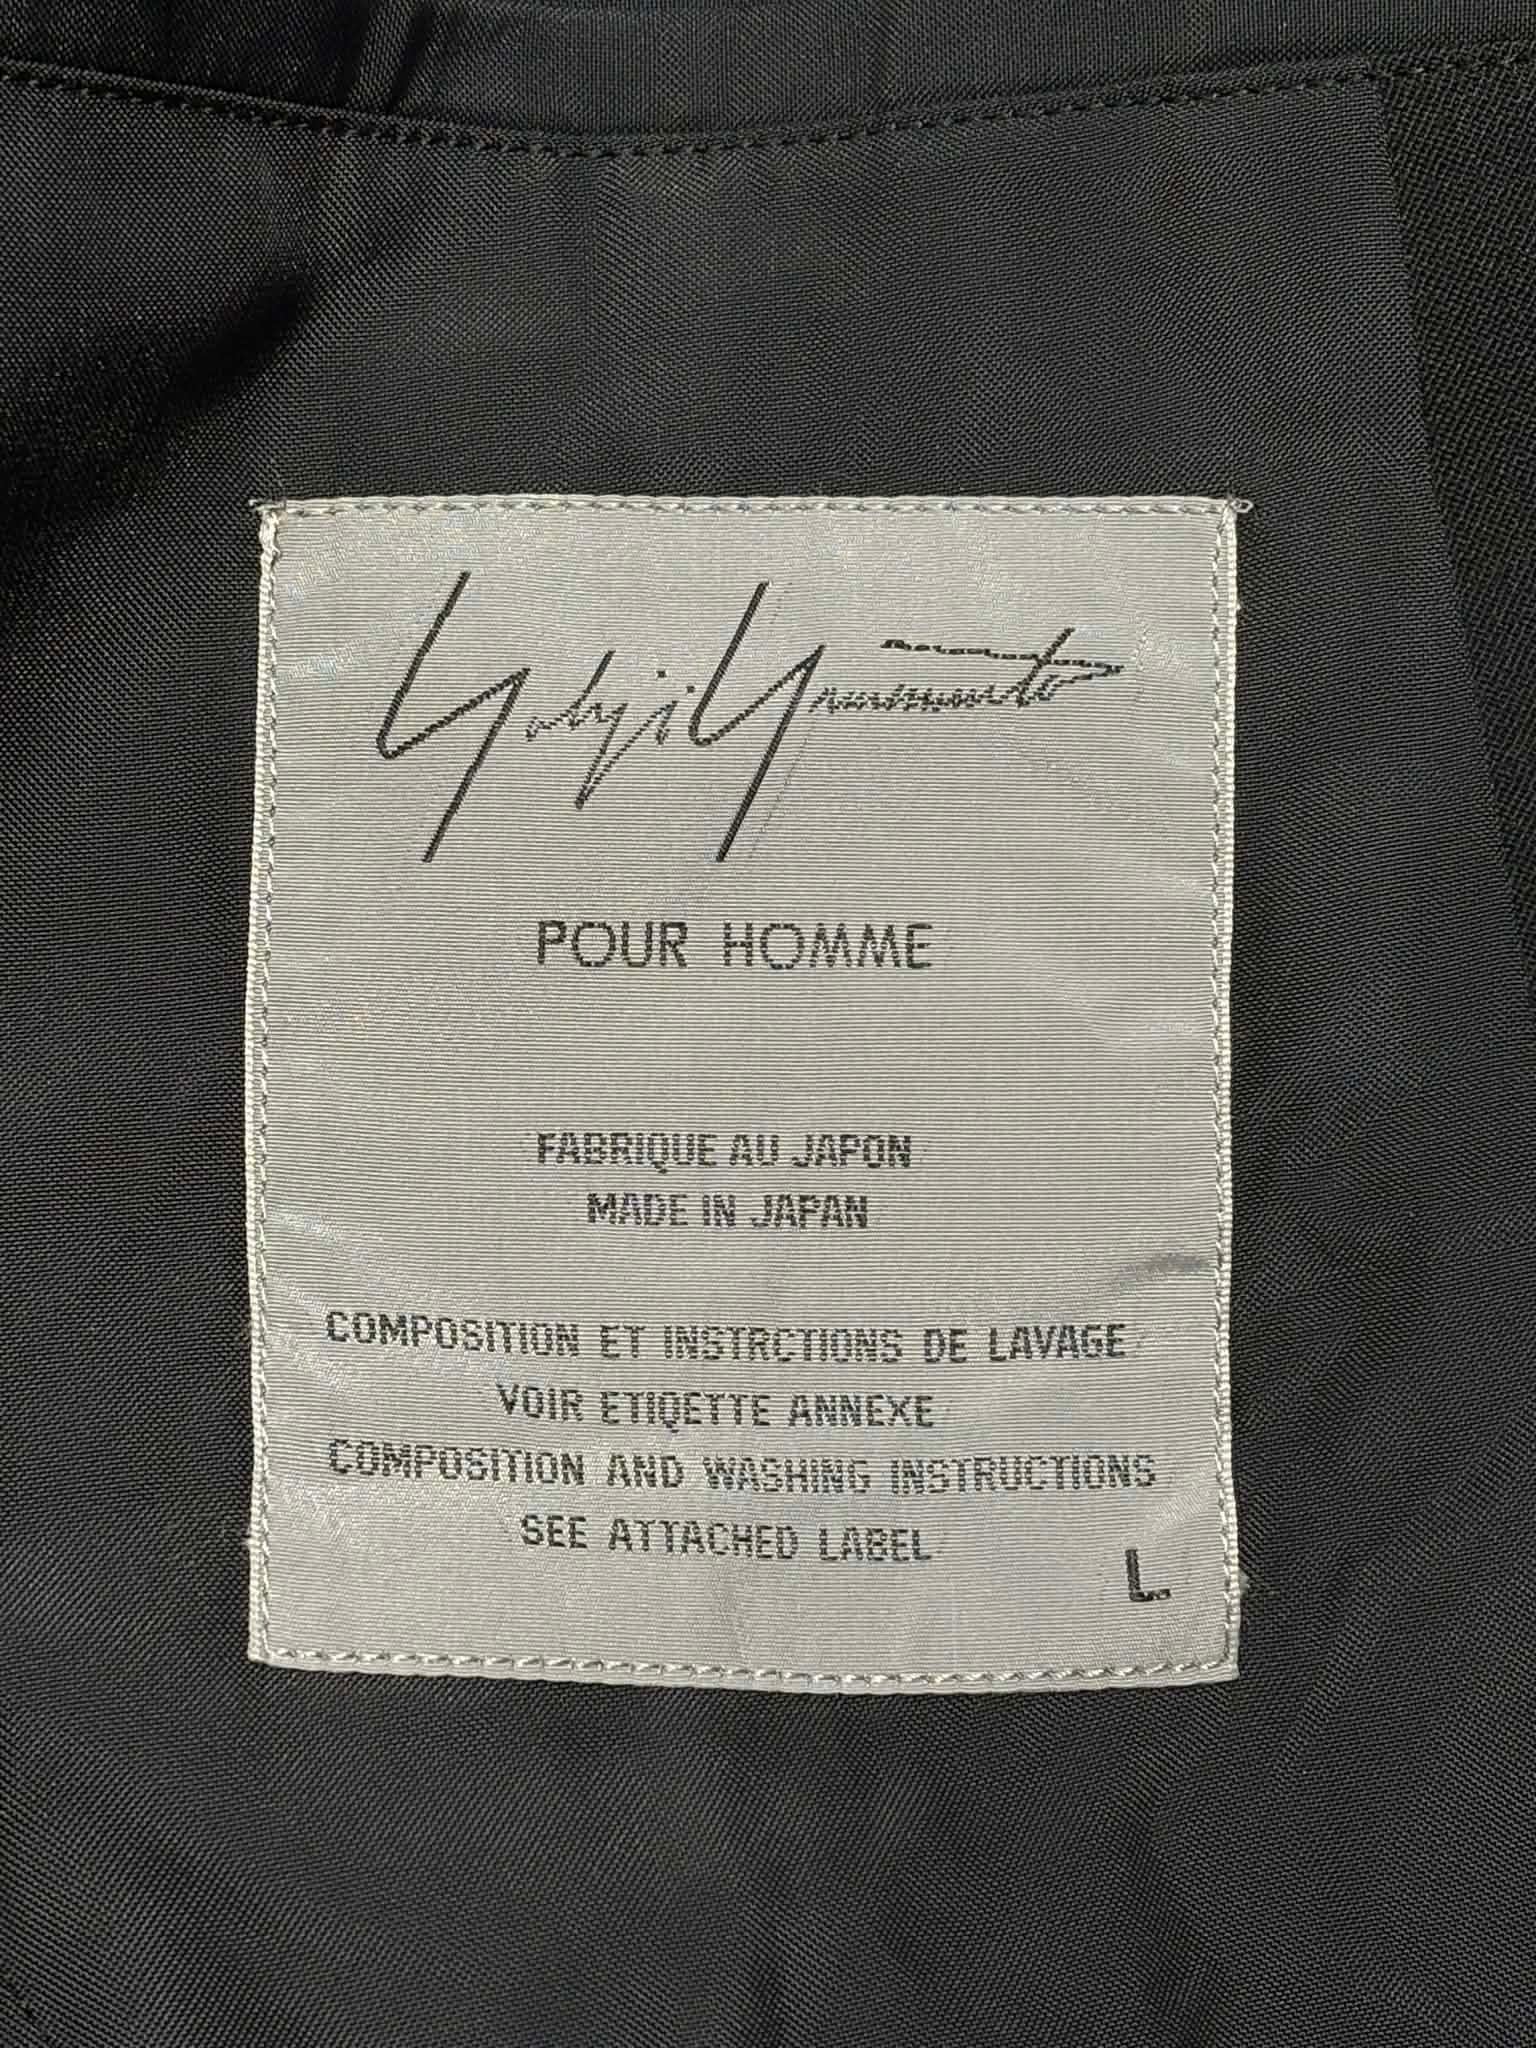 Yohji Yamamoto
POUR HOMME
FABRIQUE AU JAPON
MADE IN JAPAN
COMPOSITION ET INSTRCTIONS DE LAVAGE
VOIR ETIQETTE ANNEXE
COMPOSITION AND WASHING INSTRUCTIONS
SEE ATTACHED LABEL
L